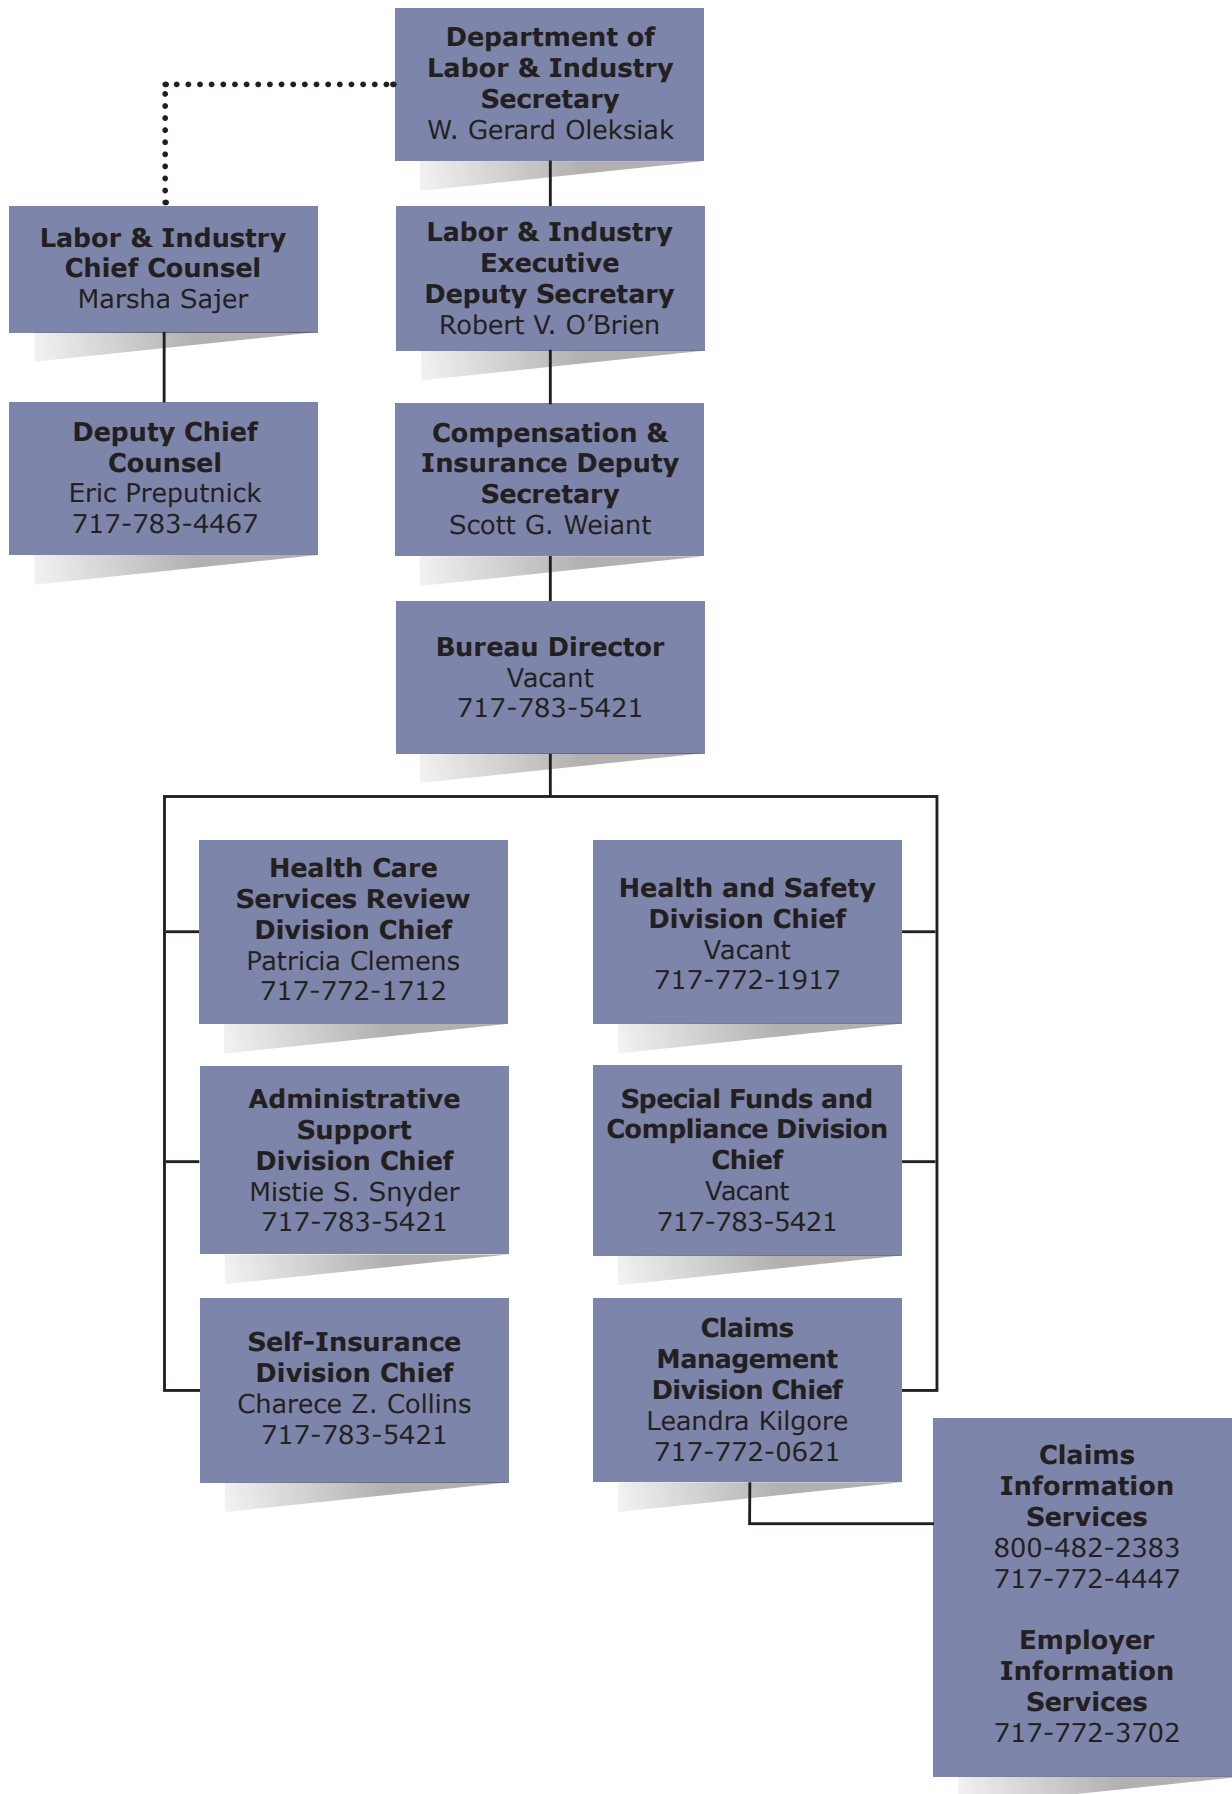 Department of
Labor & Industry
Secretary
W. Gerard Oleksiak
Labor & Industry
Chief Counsel
Marsha Sajer
Labor & Industry
Executive
Deputy Secretary
Robert V. O’Brien
Deputy Chief
Counsel
Eric Preputnick
717-783-4467
Compensation &
Insurance Deputy
Secretary
Scott G. Weiant
Bureau Director
Vacant
717-783-5421
Health Care
Services Review
Division Chief
Patricia Clemens
717-772-1712
Health and Safety
Division Chief
Vacant
717-772-1917
Administrative
Support
Division Chief
Mistie S. Snyder
717-783-5421
Special Funds and
Compliance Division
Chief
Vacant
717-783-5421
Self-Insurance
Division Chief
Charece Z. Collins
717-783-5421
Claims
Management
Division Chief
Leandra Kilgore
717-772-0621
Claims
Information
Services
800-482-2383
717-772-4447
Employer
Information
Services
717-772-3702